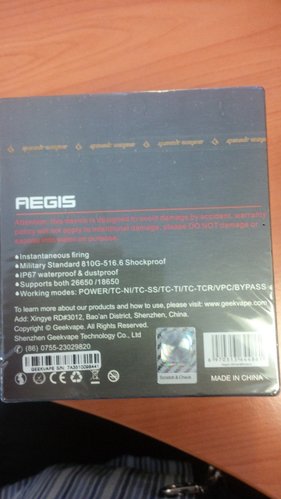 AEGIS
Attention: this device is designed to avoid damage by accident, warranty
policy will not apply to intentional damage, please DO NOT damage or
expose into water on purpose.
Instantaneous firing
Military Standard 810G-516.6 Shockproof
IP67 waterproof & dustproof
Supports both 26650 /18650
Working modes: POWER/TC-NI/TC-SS/TC-TI/TC-TCR/VPC/BYPASS
To learn more about our products and how to use, please visit: www.geekvape.com
Add: Xingye RD#3012, Bao'an District, Shenzhen, China.
Copyright © Geekvape. All Rights Reserved.
Shenzhen Geekvape Technology Co., Ltd
(86) 0755-23029820
GEEKVAPE S/N:
Scratch & Check
MADE IN CHINA